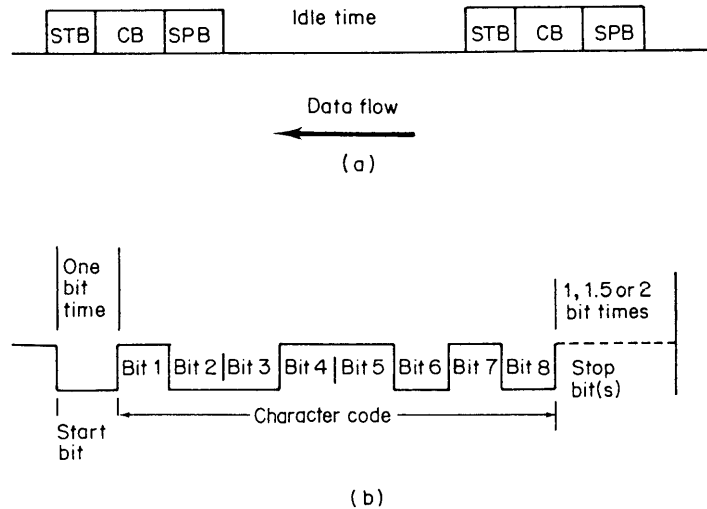 Idle time
STB CB SPB STB CB SPB
Data flow
(a)
One
bit
time
1, 1.5 or 2
bit times
Bit 1 Bit 2 Bit 3 Bit 4 Bit 5 Bit 6 Bit 7 Bit 8
Stop
bit(s)
Start
bit
Character code
(b)